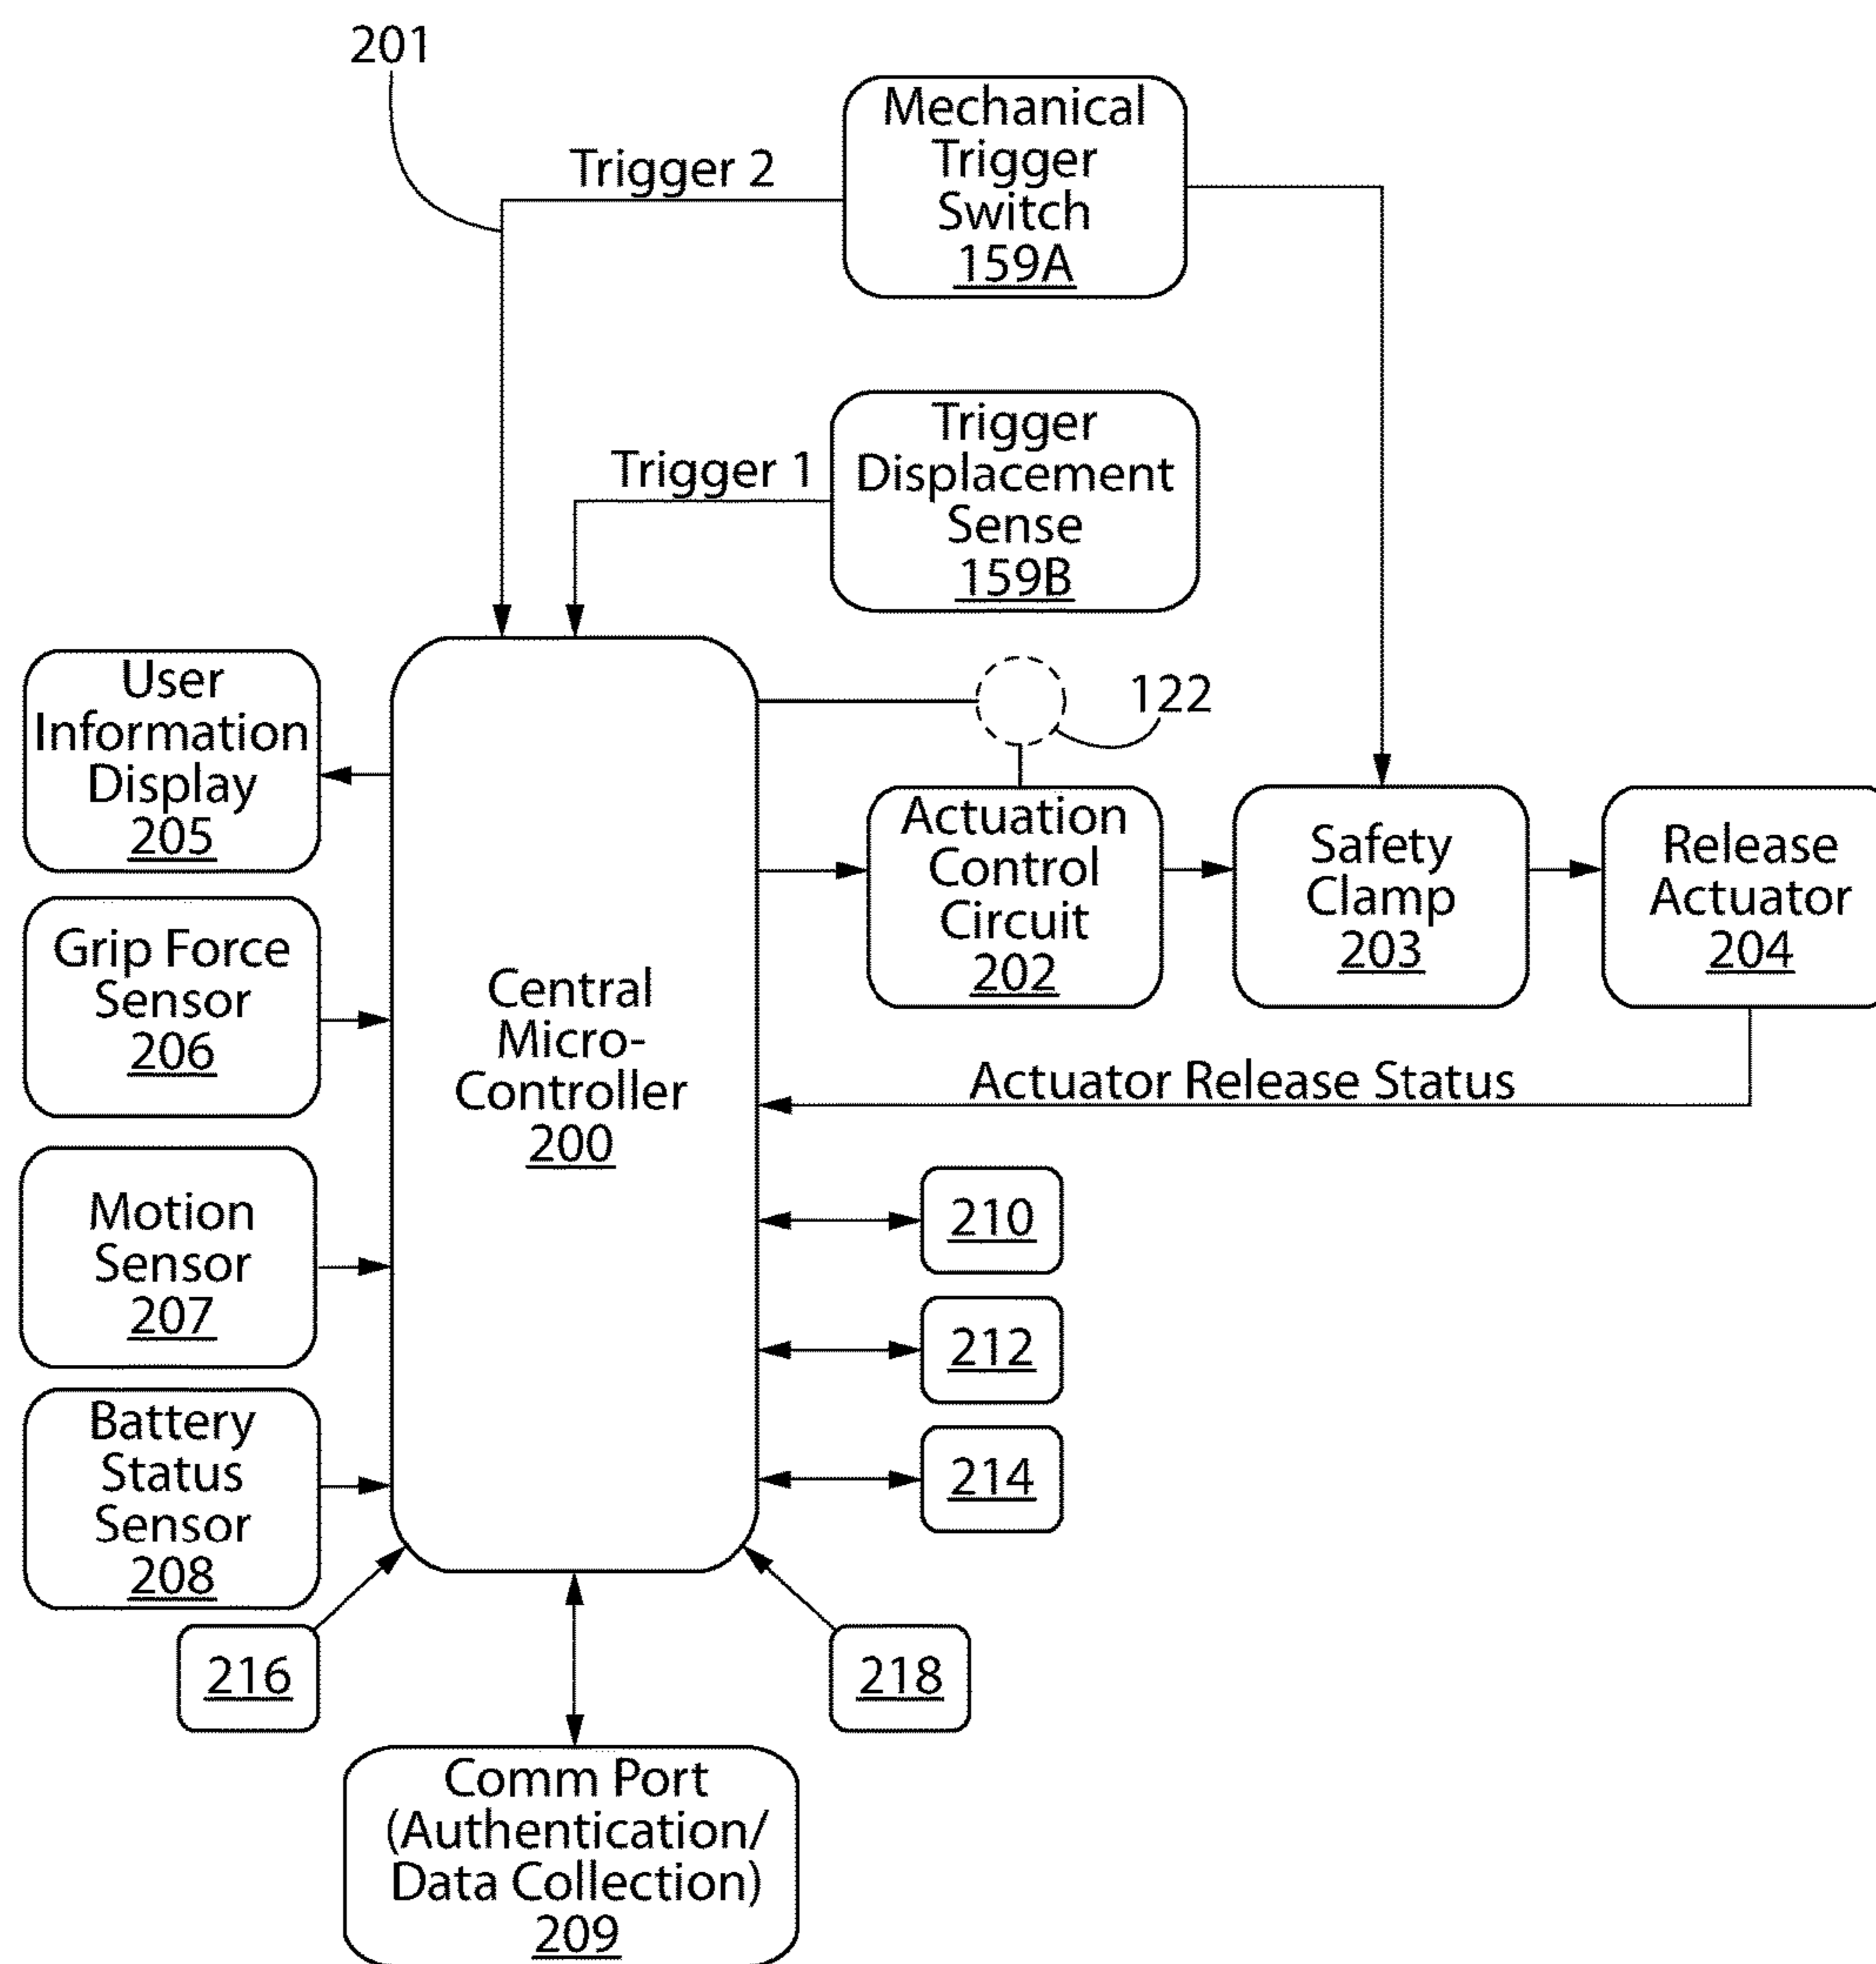 201
Mechanical
Trigger
Switch
159A
Trigger 2
Trigger
Displacement
Sense
159B
Trigger 1
122
User
Information
Display
205
Actuation
Control
Circuit
202
Safety
Clamp
203
Release
Actuator
204
Grip Force
Sensor
206
Central
Micro-
Controller
200
Actuator Release Status
Motion
Sensor
207
210
212
Battery
Status
Sensor
208
214
216
218
Comm Port
(Authentication/
Data Collection)
209